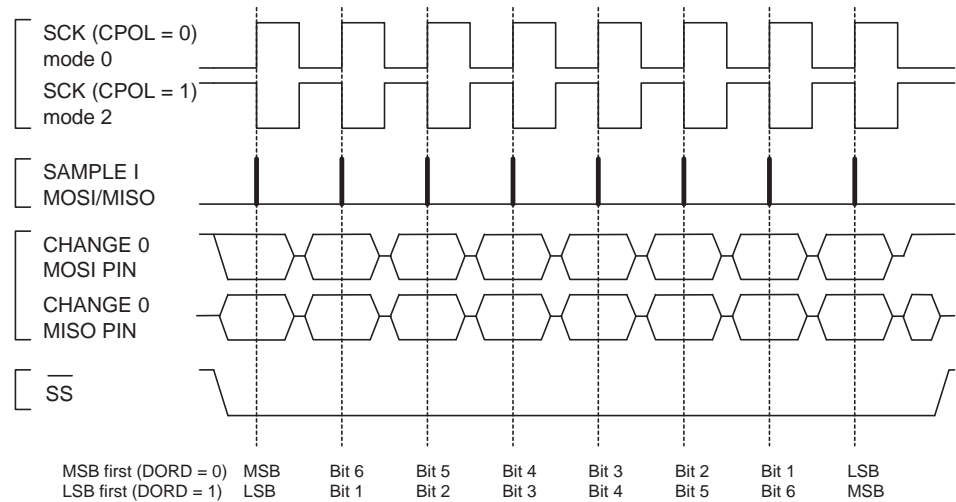 SCK (CPOL = 0)
mode 0
SCK (CPOL = 1)
mode 2
SAMPLE I
MOSI/MISO
CHANGE 0
MOSI PIN
CHANGE 0
MISO PIN
SS
MSB first (DORD = 0) MSB Bit 6 Bit 5 Bit 4 Bit 3 Bit 2 Bit 1 LSB
LSB first (DORD = 1) LSB Bit 1 Bit 2 Bit 3 Bit 4 Bit 5 Bit 6 MSB